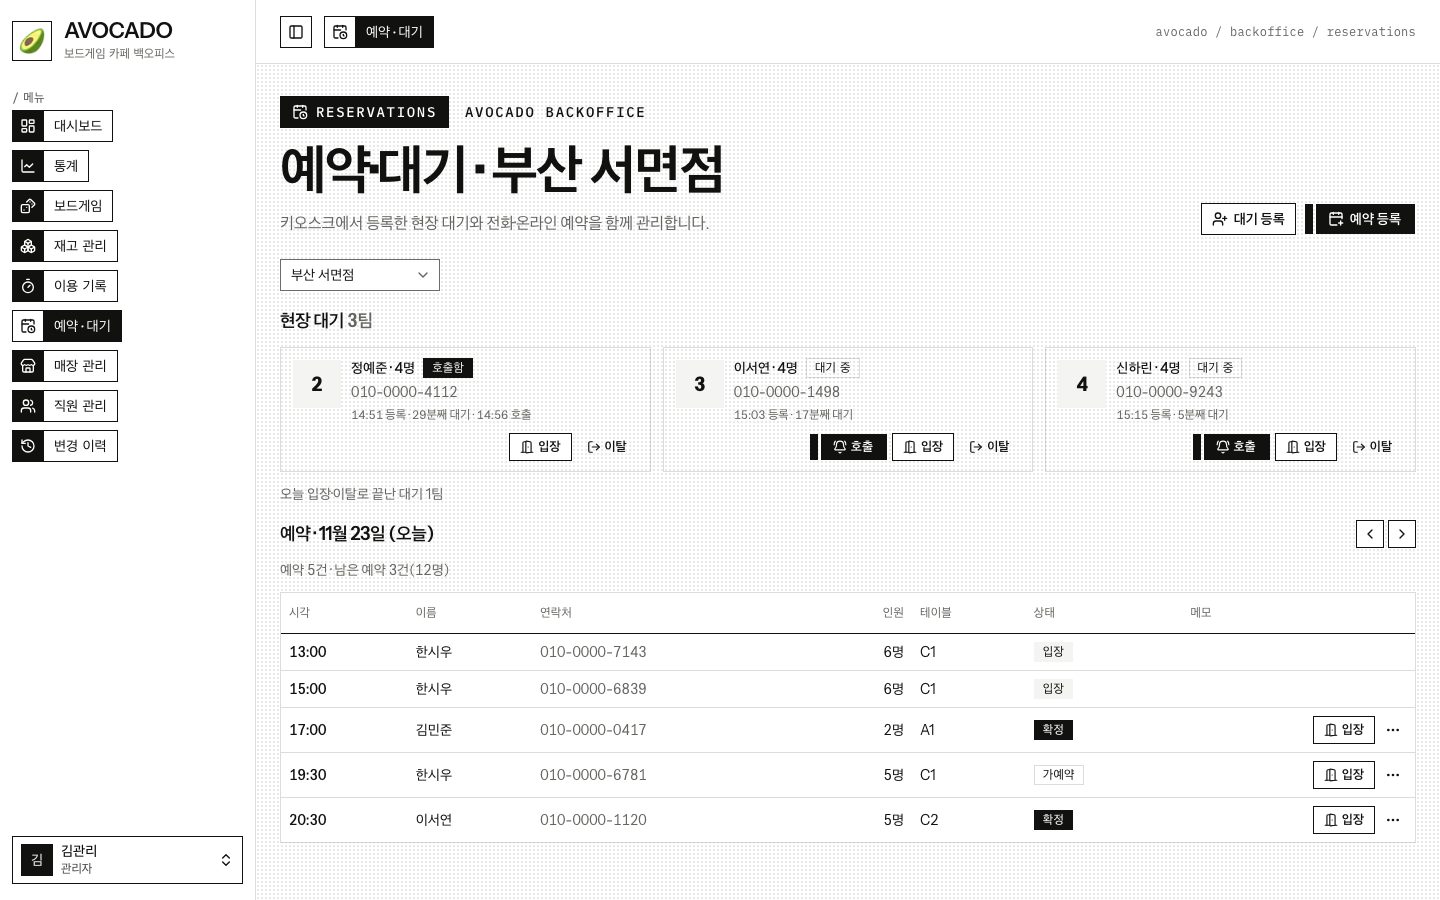 AVOCADO
보드게임 카페 백오피스
/ 메뉴
대시보드
통계
보드게임
재고 관리
이용 기록
예약·대기
매장 관리
직원 관리
변경 이력
김
김관리
관리자
예약·대기
avocado / backoffice / reservations
RESERVATIONS
AVOCADO BACKOFFICE
예약·대기 · 부산 서면점
키오스크에서 등록한 현장 대기와 전화·온라인 예약을 함께 관리합니다.
대기 등록
예약 등록
부산 서면점
현장 대기 3팀
2
정예준 · 4명 호출함
010-0000-4112
14:51 등록 · 29분째 대기 · 14:56 호출
입장 이탈
3
이서연 · 4명 대기 중
010-0000-1498
15:03 등록 · 17분째 대기
호출 입장 이탈
4
신하린 · 4명 대기 중
010-0000-9243
15:15 등록 · 5분째 대기
호출 입장 이탈
오늘 입장·이탈로 끝난 대기 1팀
예약 · 11월 23일 (오늘)
예약 5건 · 남은 예약 3건(12명)
시각 이름 연락처 인원 테이블 상태 메모
13:00 한시우 010-0000-7143 6명 C1 입장
15:00 한시우 010-0000-6839 6명 C1 입장
17:00 김민준 010-0000-0417 2명 A1 확정 입장
19:30 한시우 010-0000-6781 5명 C1 가예약 입장
20:30 이서연 010-0000-1120 5명 C2 확정 입장